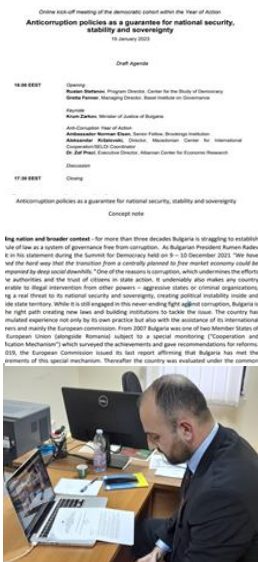 Online kick-off meeting of the democratic cohort within the Year of Action
Anticorruption policies as a guarantee for national security,
stability and sovereignty
19 January 2023
Draft Agenda
16:00 EEST
Opening
Ruslan Stefanov, Program Director, Center for the Study of Democracy
Gretta Fenner, Managing Director, Basel Institute on Governance
Keynote
Krum Zarkov, Minister of Justice of Bulgaria
Anti-Corruption Year of Action
Ambassador Norman Eisen, Senior Fellow, Brookings Institution
Aleksandar Kržalovski, Director, Macedonian Center for International
Cooperation/SELDI Coordinator
Dr. Zef Preci, Executive Director, Albanian Center for Economic Research
Discussion
17:30 EEST
Closing
Anticorruption policies as a guarantee for national security, stability and sovereignty
Concept note
ing nation and broader context - for more than three decades Bulgaria is struggling to establish
ule of law as a system of governance free from corruption. As Bulgarian President Rumen Radev
t in his statement during the Summit for Democracy held on 9 – 10 December 2021 "We have
ned the hard way that the transition from a centrally planned to free market economy could be
mpanied by deep social downhills." One of the reasons is corruption, which undermines the efforts
e authorities and the trust of citizens in state action. It undeniably also makes any country
erable to illegal intervention from other powers – aggressive states or criminal organizations,
ng a real threat to its national security and sovereignty, creating political instability inside and
ide state territory. While it is still engaged in this never-ending fight against corruption, Bulgaria is
he right path creating new laws and building institutions to tackle the issue. The country has
mulated experience not only by its own practice but also with the assistance of its international
ners and mainly the European commission. From 2007 Bulgaria was one of two Member States of
European Union (alongside Romania) subject to a special monitoring ("Cooperation and
fication Mechanism") which surveyed the achievements and gave recommendations for reforms.
019, the European Commission issued its last report affirming that Bulgaria has met the
irements of this special mechanism. Thereafter the country was evaluated under the common
DELL